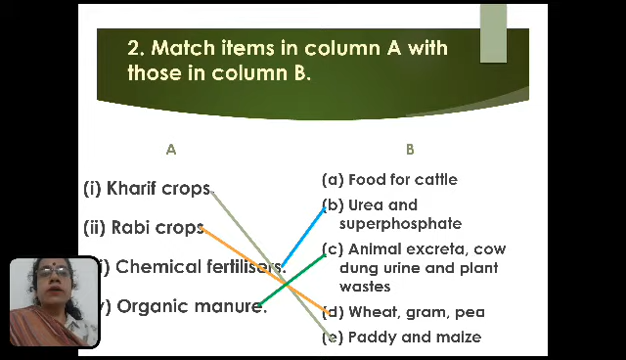 2. Match items in column A with
those in column B.
A
B
(i) Kharif crops.
(ii) Rabi crops.
i) Chemical fertilisers.
v) Organic manure.
(a) Food for cattle
(b) Urea and
superphosphate
(c) Animal excreta, cow
dung urine and plant
wastes
(d) Wheat, gram, pea
(e) Paddy and maize